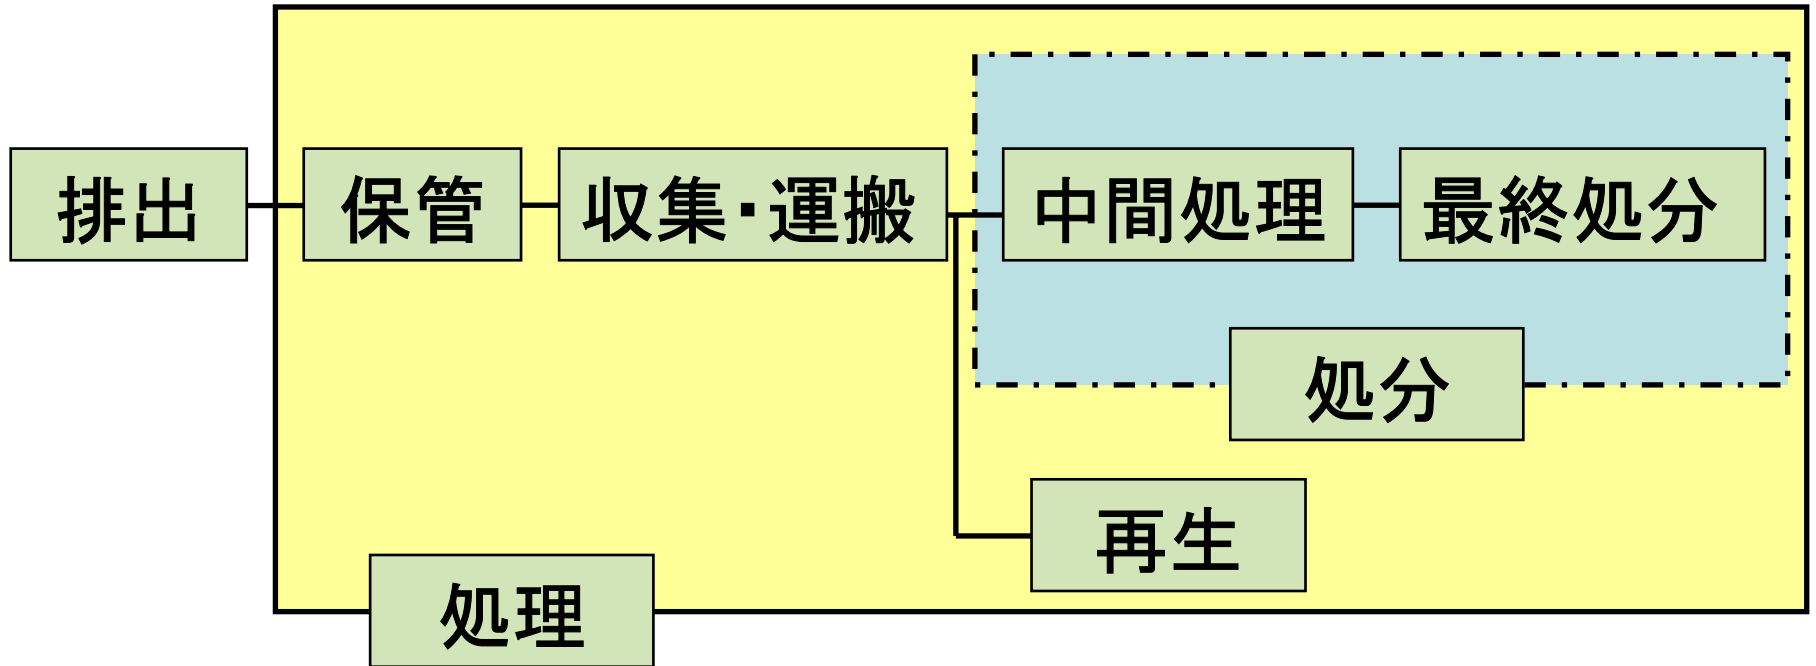 排出
保管
収集・運搬
中間処理
最終処分
処分
再生
処理